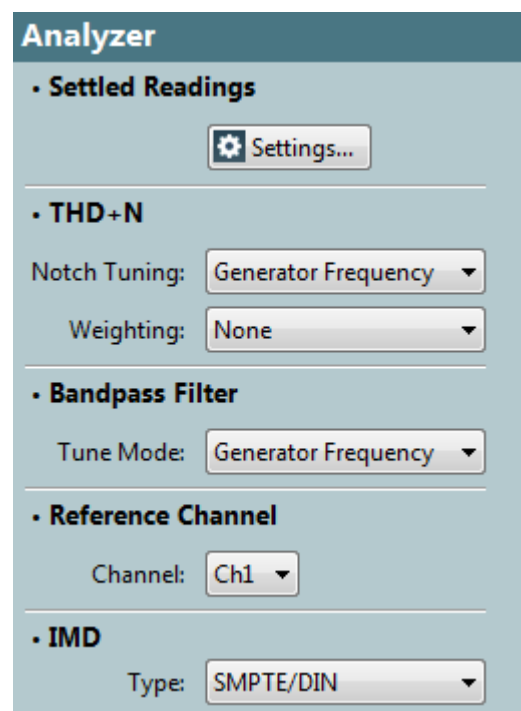 Analyzer
• Settled Readings
Settings...
• THD+N
Notch Tuning: Generator Frequency
Weighting: None
• Bandpass Filter
Tune Mode: Generator Frequency
• Reference Channel
Channel: Ch1
• IMD
Type: SMPTE/DIN